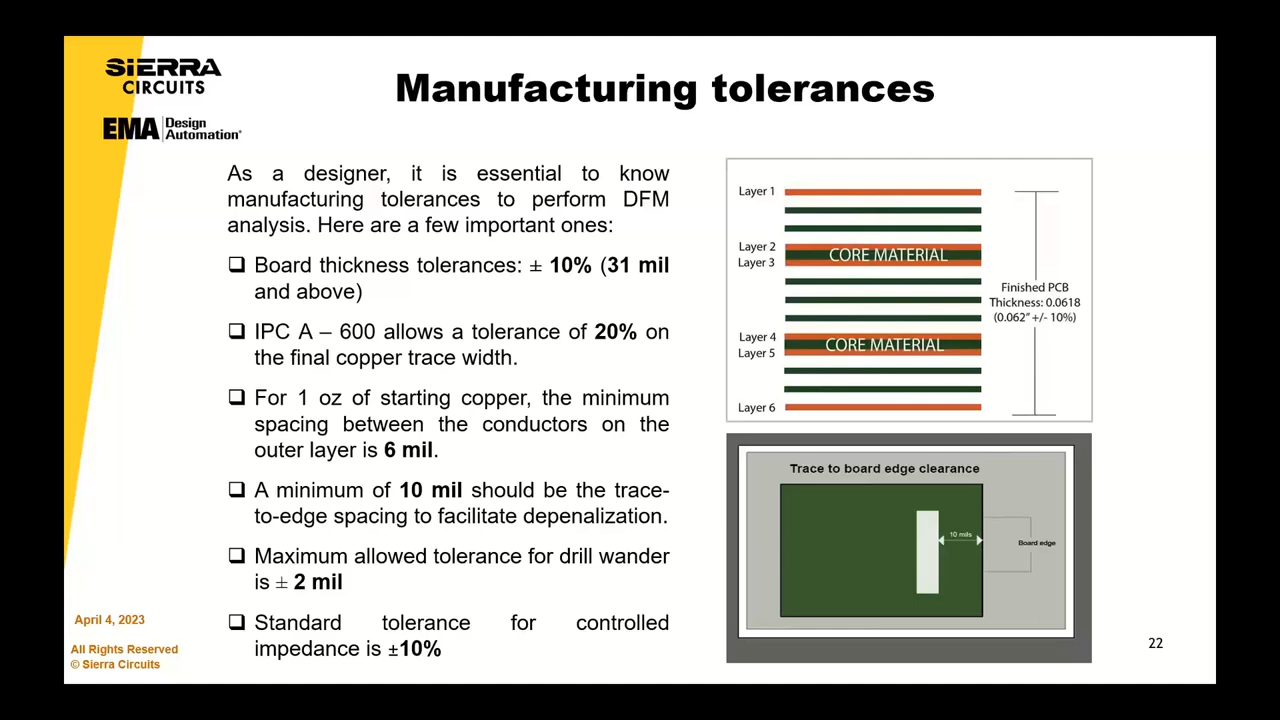 SiERRA
CIRCUITS
EMA Design
Automation®
Manufacturing tolerances
As a designer, it is essential to know
manufacturing tolerances to perform DFM
analysis. Here are a few important ones:
❑ Board thickness tolerances: ± 10% (31 mil
and above)
❑ IPC A – 600 allows a tolerance of 20% on
the final copper trace width.
❑ For 1 oz of starting copper, the minimum
spacing between the conductors on the
outer layer is 6 mil.
❑ A minimum of 10 mil should be the trace-
to-edge spacing to facilitate depenalization.
❑ Maximum allowed tolerance for drill wander
is ± 2 mil
❑ Standard tolerance for controlled
impedance is ±10%
Layer 1
Layer 2
CORE MATERIAL
Layer 3
Layer 4
CORE MATERIAL
Layer 5
Layer 6
Finished PCB
Thickness: 0.0618
(0.062" +/- 10%)
Trace to board edge clearance
10 mils
Board edge
April 4, 2023
All Rights Reserved
© Sierra Circuits
22